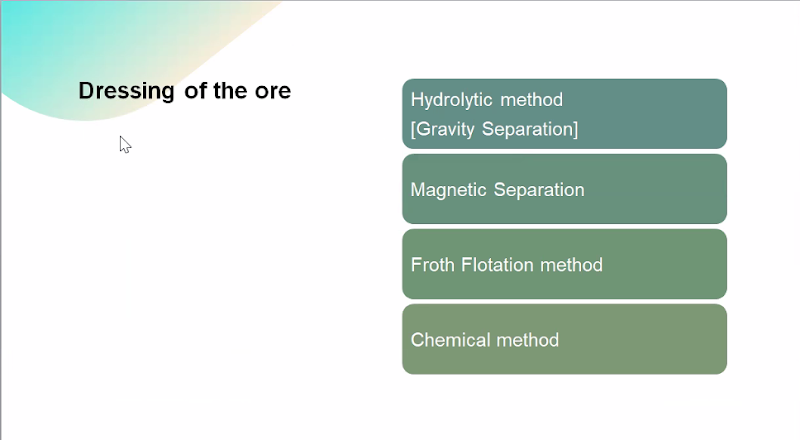 Dressing of the ore
Hydrolytic method
[Gravity Separation]
Magnetic Separation
Froth Flotation method
Chemical method